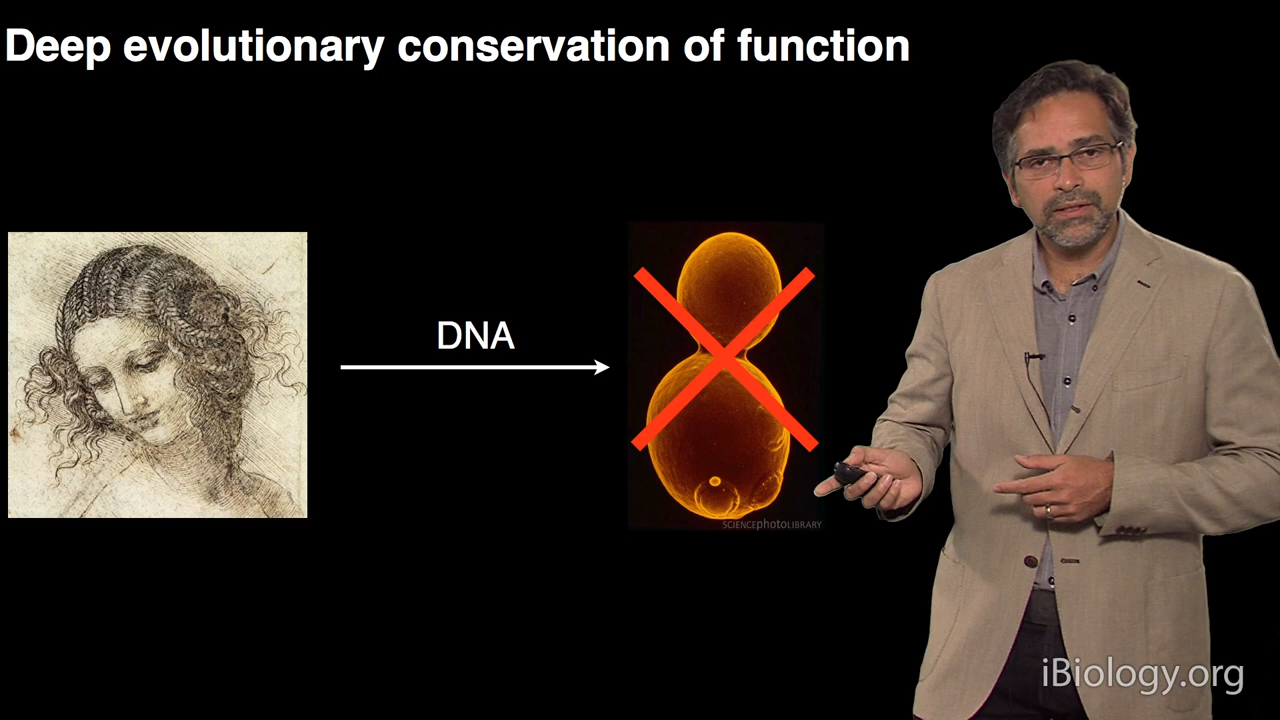 Deep evolutionary conservation of function
DNA
SCIENCEphotoLIBRARY
iBiology.org